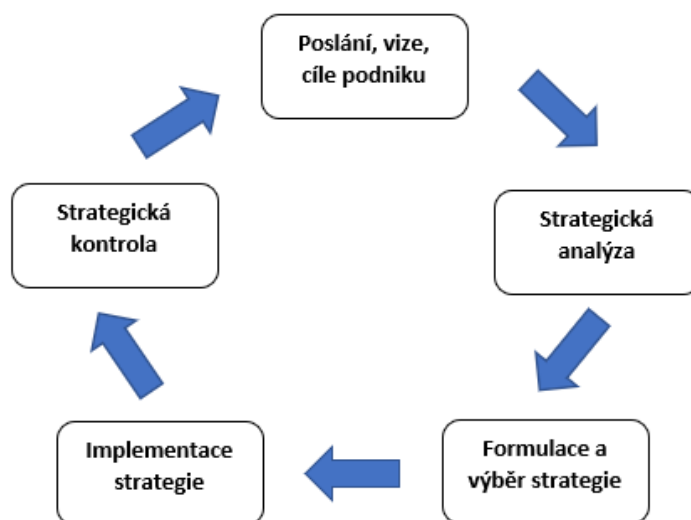 Poslání, vize,
cíle podniku
Strategická
analýza
Formulace a
výběr strategie
Implementace
strategie
Strategická
kontrola